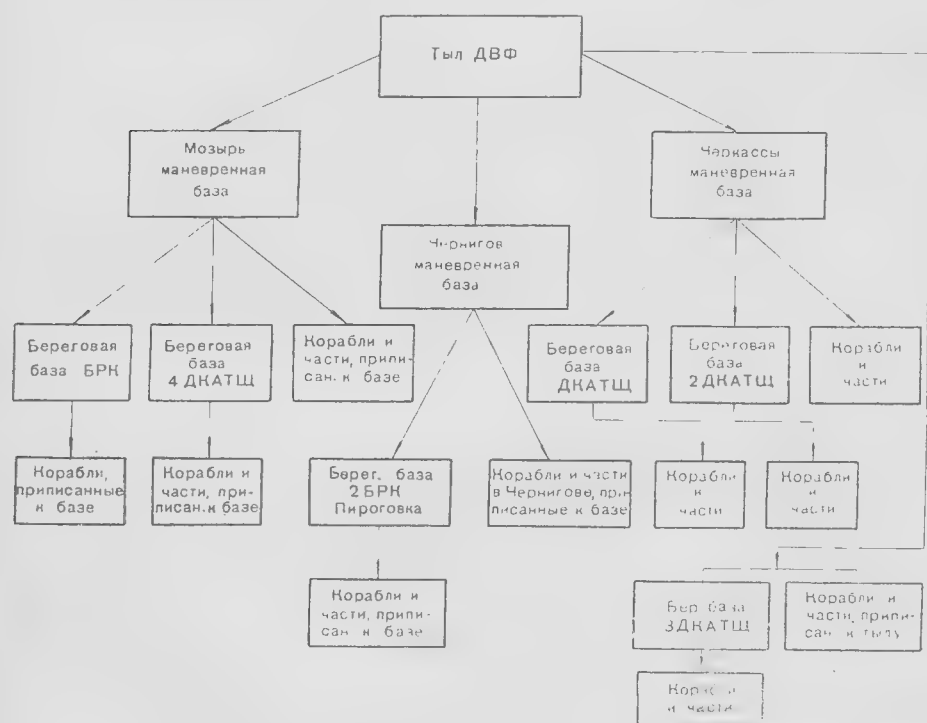 Тыл ДВФ
Мозырь
маневренная
база
Черкассы
маневренная
база
Чернигов
маневренная
база
Береговая
база БРК
Береговая
база
4 ДКАТЩ
Корабли и
части, припи-
сан. к базе
Береговая
база
ДКАТЩ
Береговая
база
2 ДКАТЩ
Корабли
и
части
Корабли,
приписанные
к базе
Корабли и
части, при-
писан. к базе
Берег. база
2 БРК
Пироговка
Корабли и части
в Чернигове, при-
писанные к базе
Корабли
и
части
Корабли
и
части
Корабли и
части, припи-
сан. к базе
Бер база
3ДКАТЩ
Корабли и
части, припи-
сан. к тылу
Корабли
и части